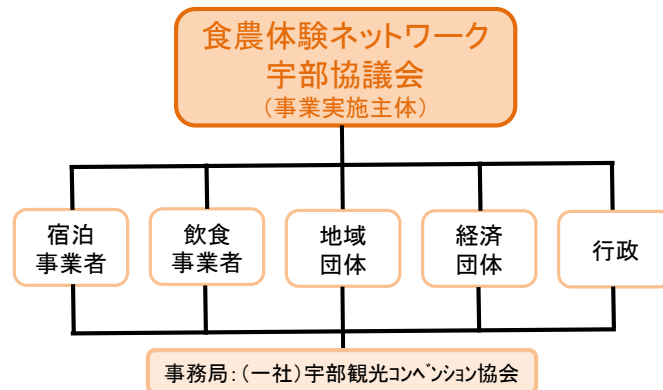 食農体験ネットワーク
宇部協議会
（事業実施主体）
宿泊
事業者
飲食
事業者
地域
団体
経済
団体
行政
事務局：（一社）宇部観光ｺﾝﾍﾞﾝｼｮﾝ協会